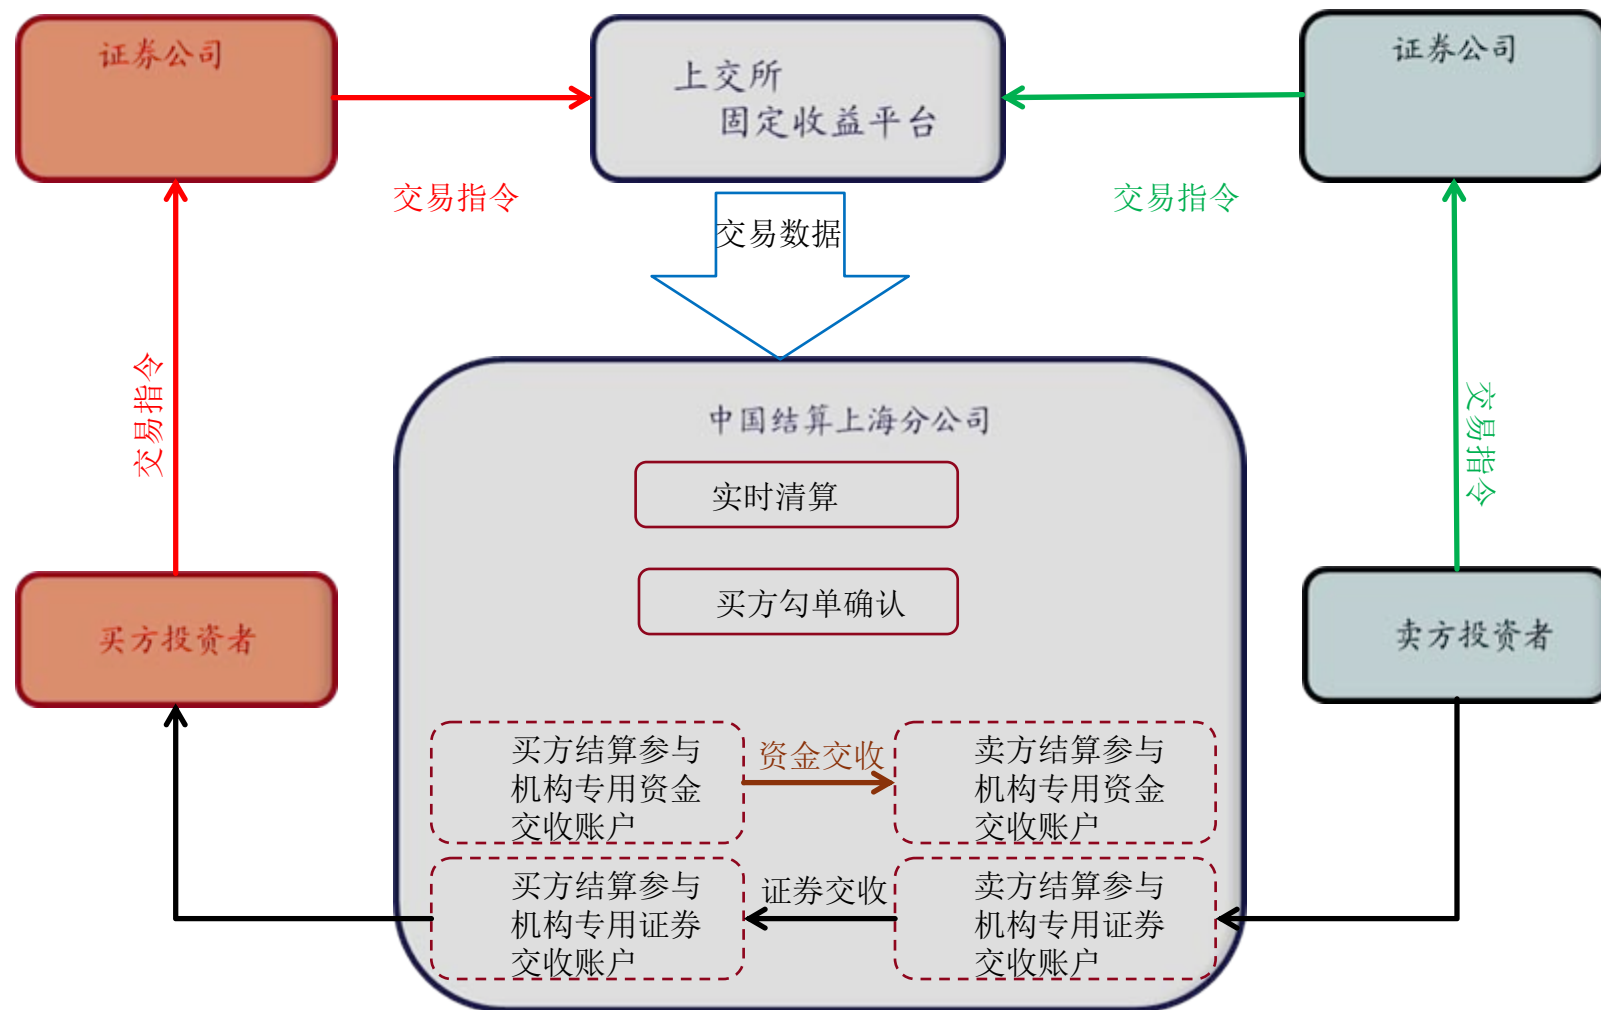 证券公司
上交所
固定收益平台
证券公司
交易指令
交易指令
交易数据
交易指令
交易指令
中国结算上海分公司
实时清算
买方勾单确认
买方投资者
卖方投资者
买方结算参与
机构专用资金
交收账户
资金交收
卖方结算参与
机构专用资金
交收账户
买方结算参与
机构专用证券
交收账户
证券交收
卖方结算参与
机构专用证券
交收账户